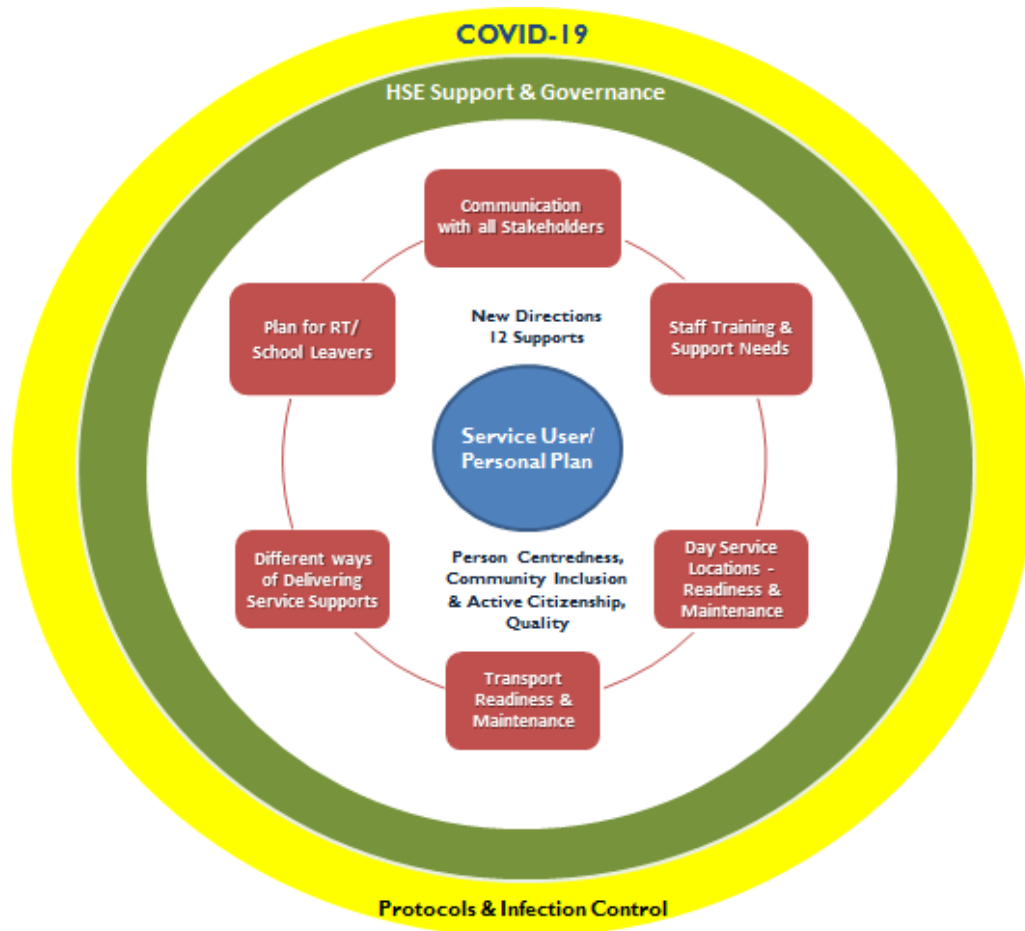 COVID-19
HSE Support & Governance
Communication
with all Stakeholders
Plan for RT/
School Leavers
New Directions
12 Supports
Staff Training &
Support Needs
Service User/
Personal Plan
Different ways
of Delivering
Service Supports
Person Centredness,
Community Inclusion
& Active Citizenship,
Quality
Day Service
Locations -
Readiness &
Maintenance
Transport
Readiness &
Maintenance
Protocols & Infection Control